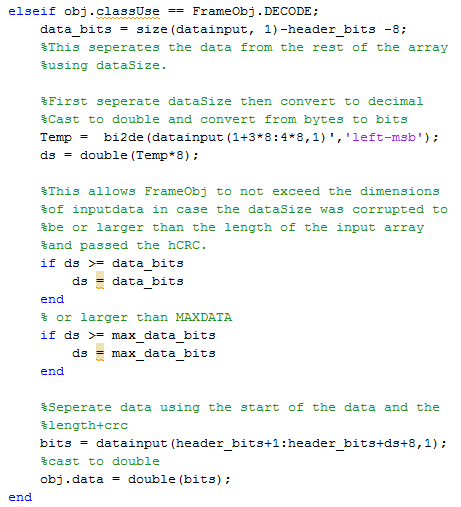 elseif obj.classUse == FrameObj.DECODE;
data_bits = size(datainput, 1)-header_bits -8;
%This seperates the data from the rest of the array
%using dataSize.
%First seperate dataSize then convert to decimal
%Cast to double and convert from bytes to bits
Temp =  bi2de(datainput(1+3*8:4*8,1)','left-msb');
ds = double(Temp*8);
%This allows FrameObj to not exceed the dimensions
%of inputdata in case the dataSize was corrupted to
%be or larger than the length of the input array
%and passed the hCRC.
if ds >= data_bits
ds = data_bits
end
% or larger than MAXDATA
if ds >= max_data_bits
ds = max_data_bits
end
%Seperate data using the start of the data and the
%length+crc
bits = datainput(header_bits+1:header_bits+ds+8,1);
%cast to double
obj.data = double(bits);
end